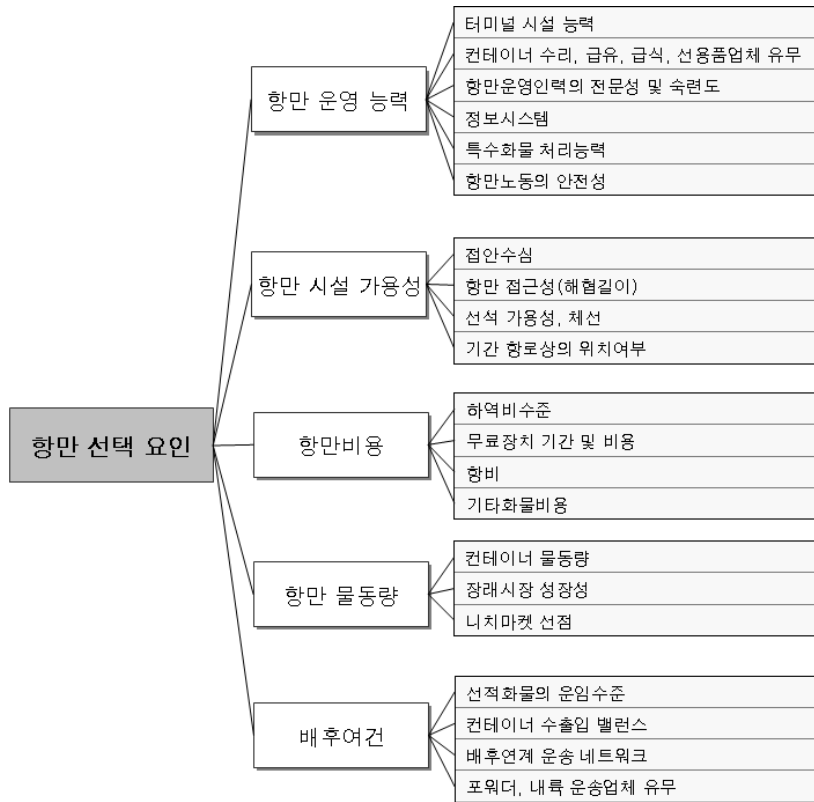 항만 선택 요인
항만 운영 능력
터미널 시설 능력
컨테이너 수리, 급유, 급식, 선용품업체 유무
항만운영인력의 전문성 및 숙련도
정보시스템
특수화물 처리능력
항만노동의 안전성
항만 시설 가용성
접안수심
항만 접근성(해협길이)
선석 가용성, 체선
기간 항로상의 위치여부
항만비용
하역비수준
무료장치 기간 및 비용
항비
기타화물비용
항만 물동량
컨테이너 물동량
장래시장 성장성
니치마켓 선점
배후여건
선적화물의 운임수준
컨테이너 수출입 밸런스
배후연계 운송 네트워크
포워더, 내륙 운송업체 유무